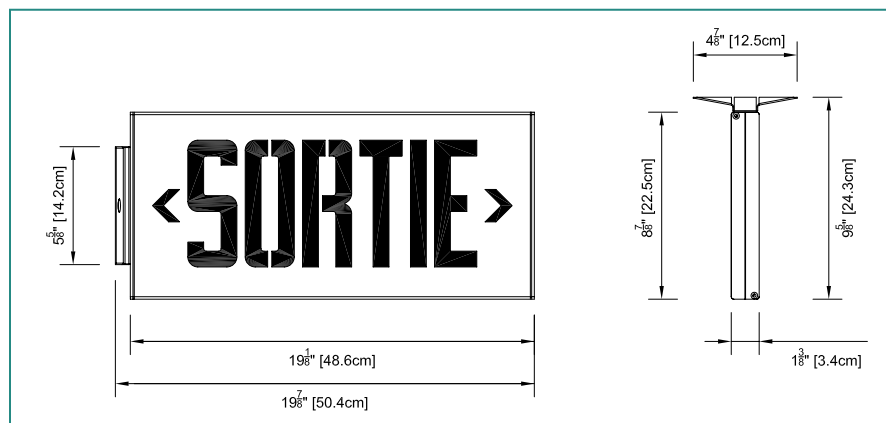 4⅞" [12.5cm]
5⅝" [14.2cm]
‹ SORTIE ›
8⅞" [22.5cm]
9⅝" [24.3cm]
19⅛" [48.6cm]
1⅜" [3.4cm]
19⅞" [50.4cm]